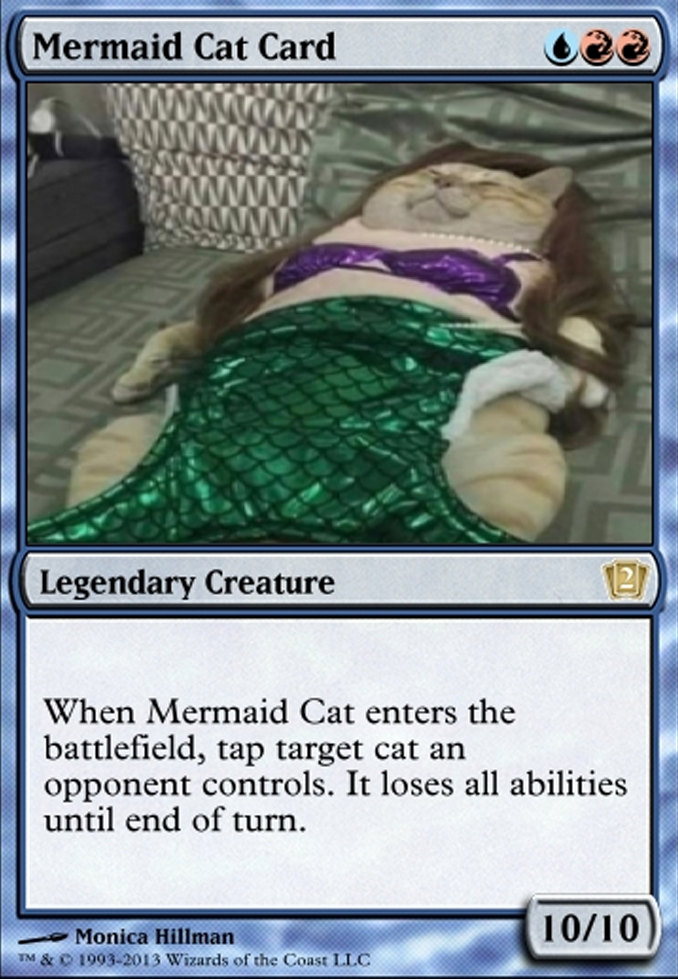 Mermaid Cat Card
Legendary Creature
2
When Mermaid Cat enters the
battlefield, tap target cat an
opponent controls. It loses all abilities
until end of turn.
10/10
Monica Hillman
™ & © 1993-2013 Wizards of the Coast LLC